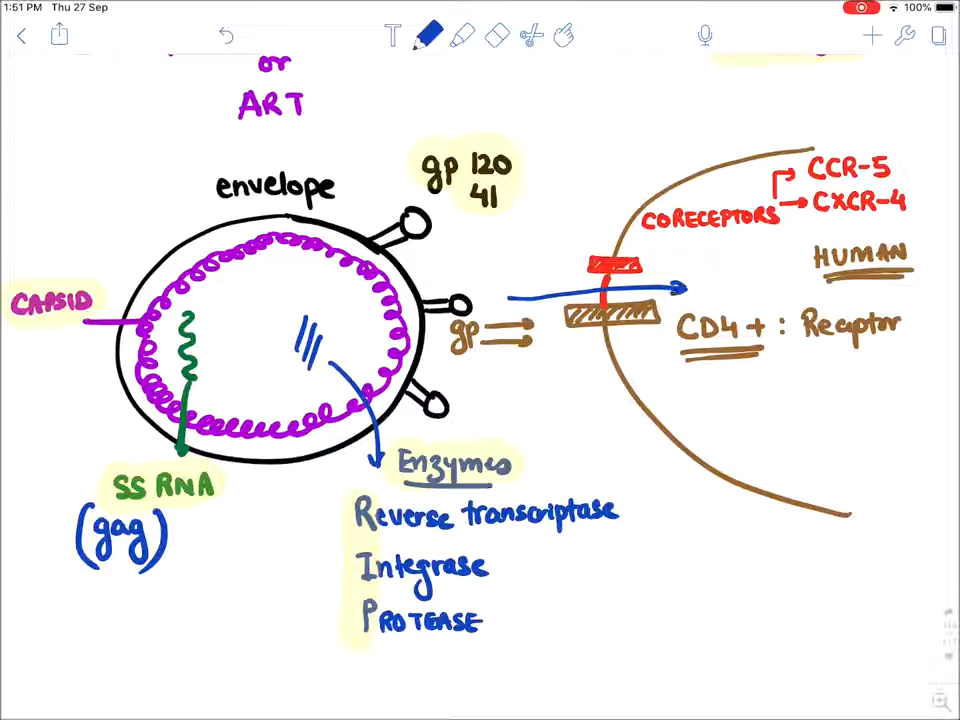 1:51 PM Thu 27 Sep
100%
T
or
ART
envelope
gp 120
41
CAPSID
gp
SS RNA
(gag)
Enzymes
Reverse transcriptase
Integrase
PROTEASE
CORECEPTORS
CCR-5
CXCR-4
HUMAN
CD4+ : Receptor